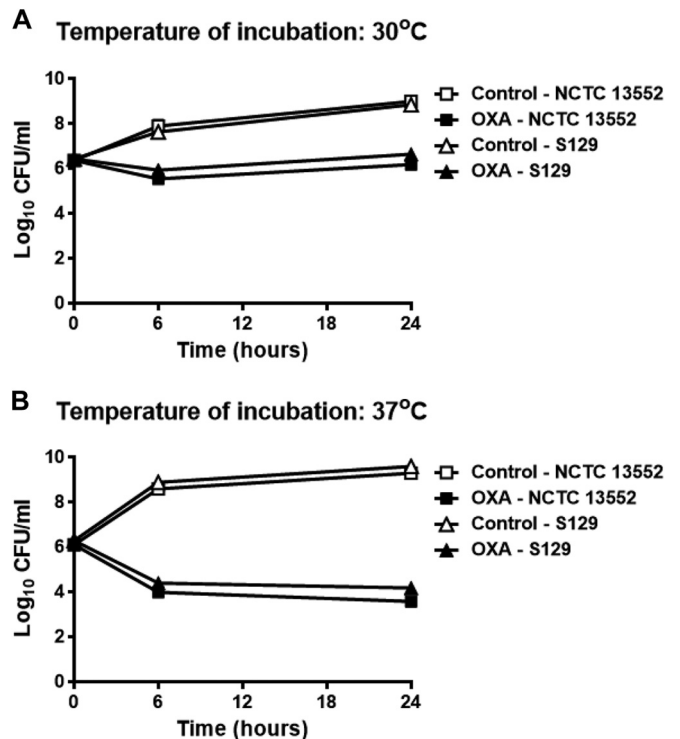 A
Temperature of incubation: 30°C
10
8
6
4
2
0
Log10 CFU/ml
0 6 12 18 24
Time (hours)
Control - NCTC 13552
OXA - NCTC 13552
Control - S129
OXA - S129
B
Temperature of incubation: 37°C
10
8
6
4
2
0
Log10 CFU/ml
0 6 12 18 24
Time (hours)
Control - NCTC 13552
OXA - NCTC 13552
Control - S129
OXA - S129